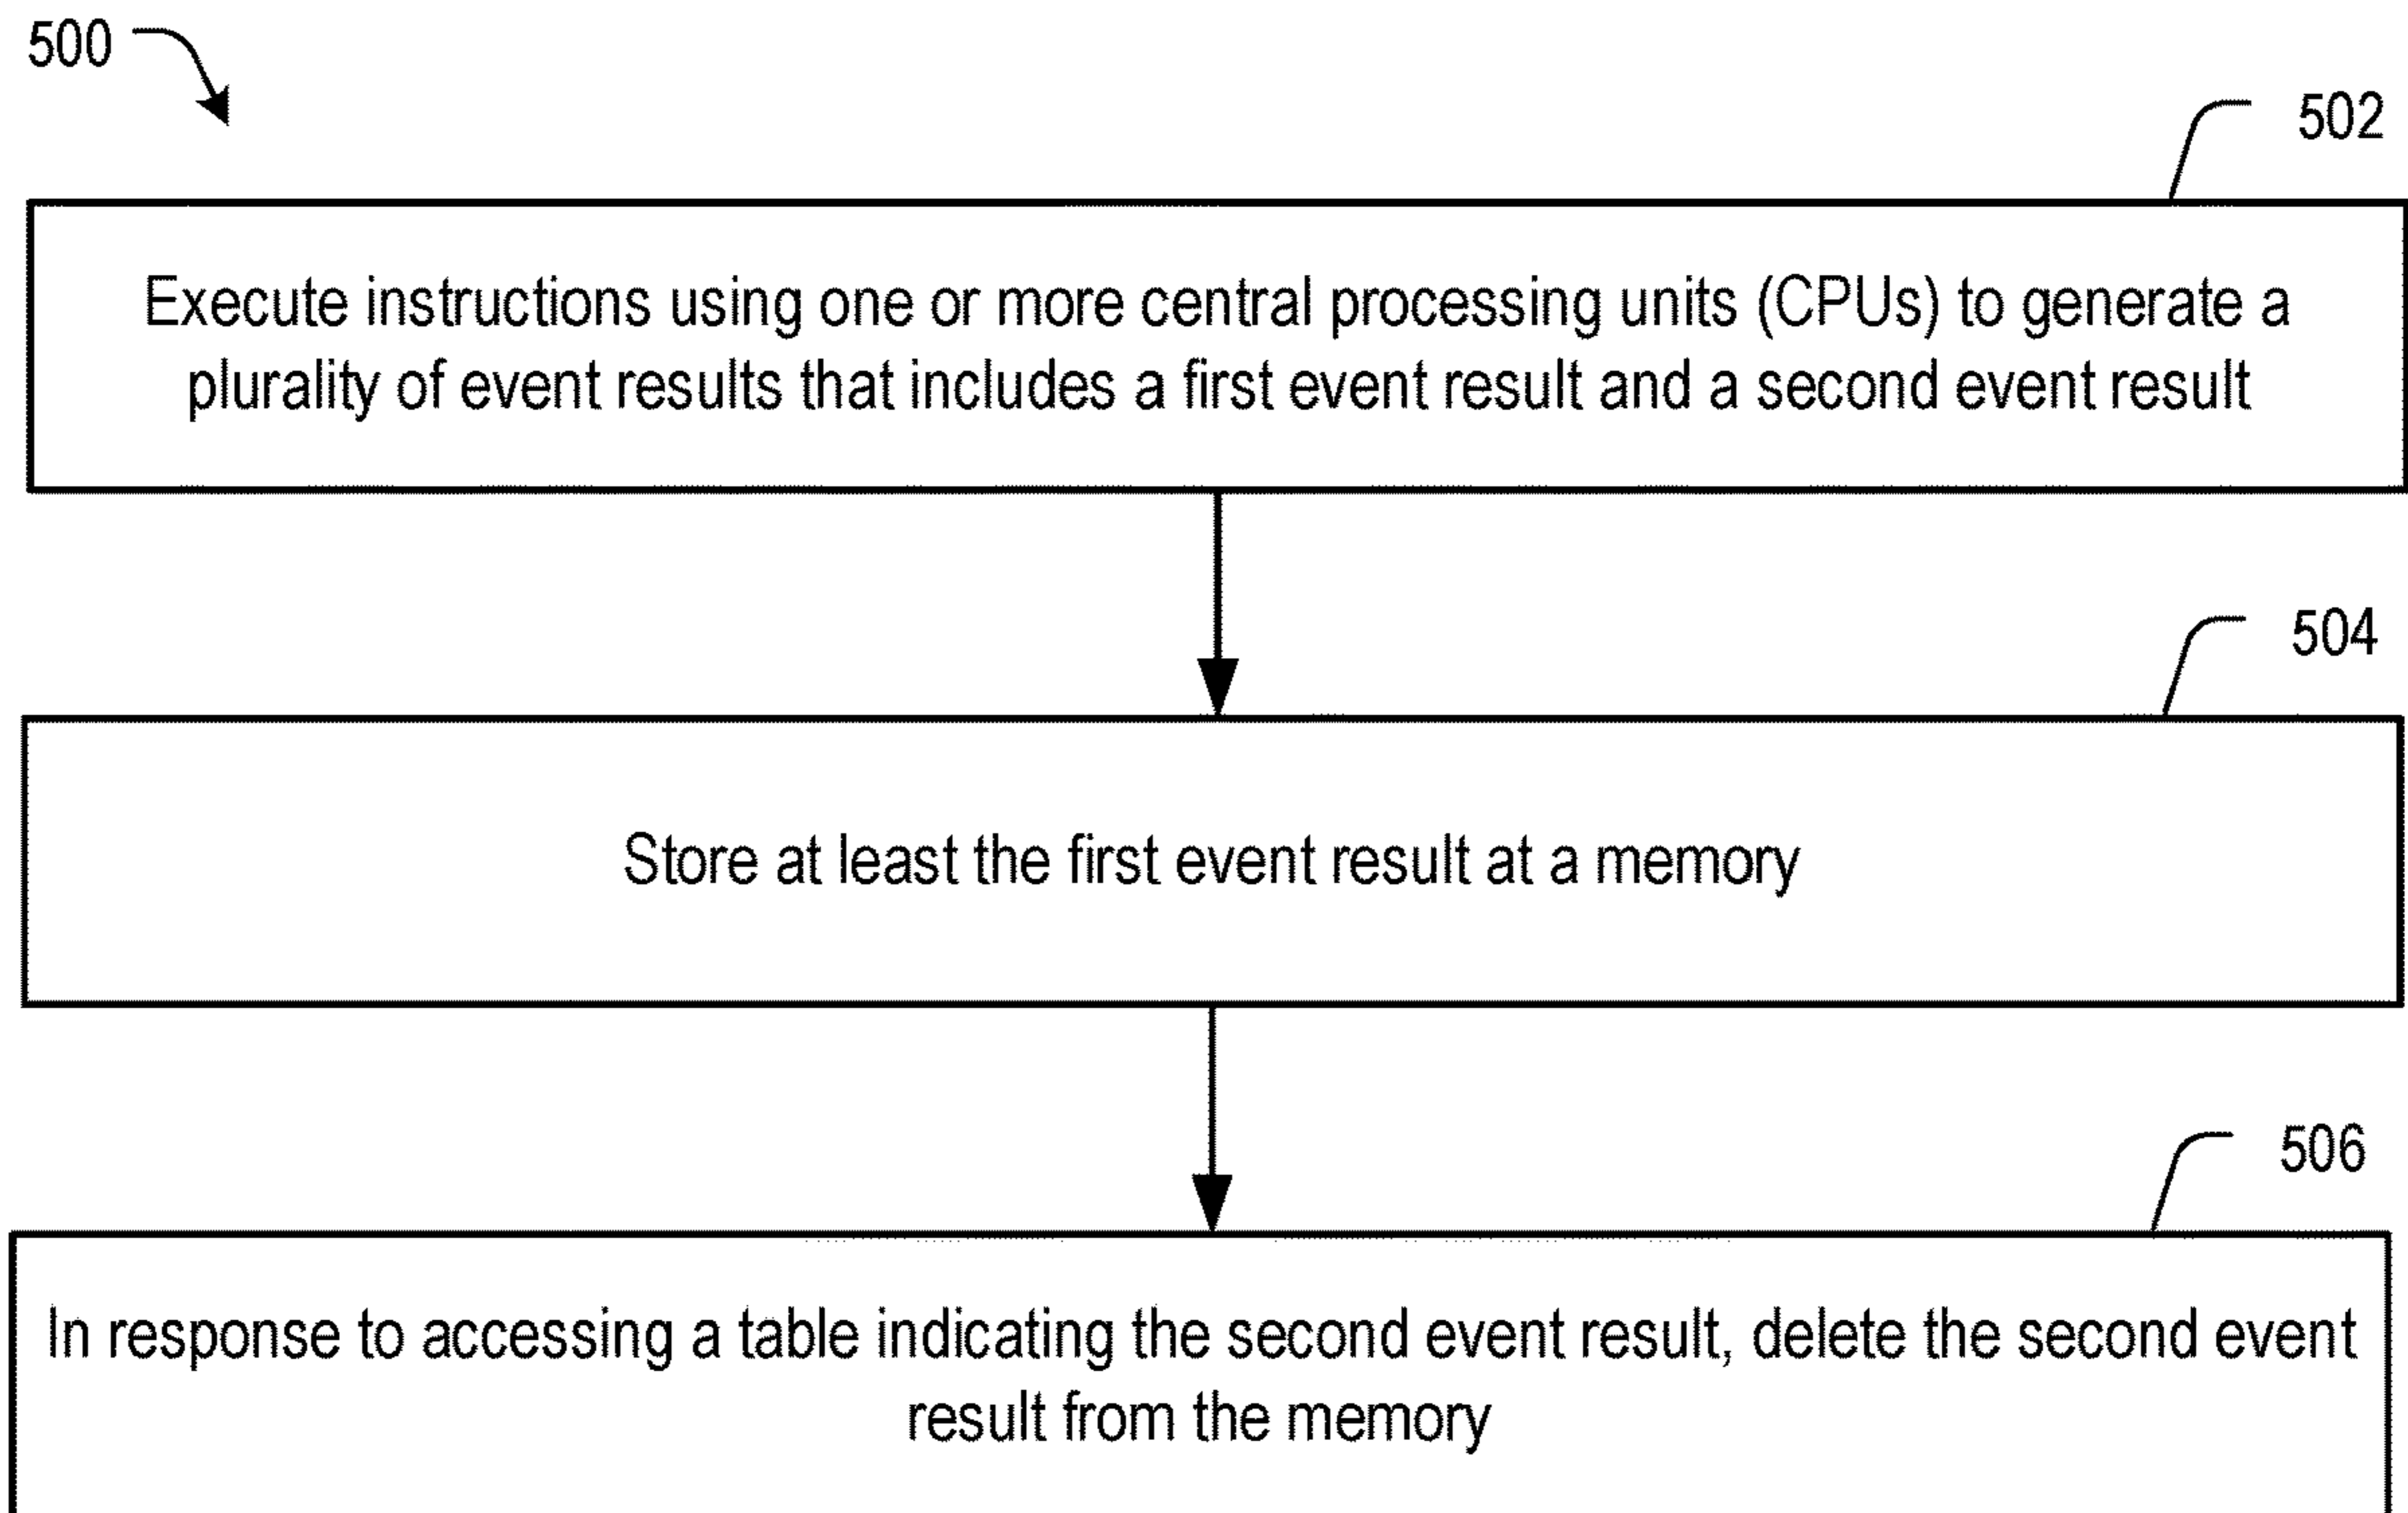 500
502
Execute instructions using one or more central processing units (CPUs) to generate a
plurality of event results that includes a first event result and a second event result
504
Store at least the first event result at a memory
506
In response to accessing a table indicating the second event result, delete the second event
result from the memory